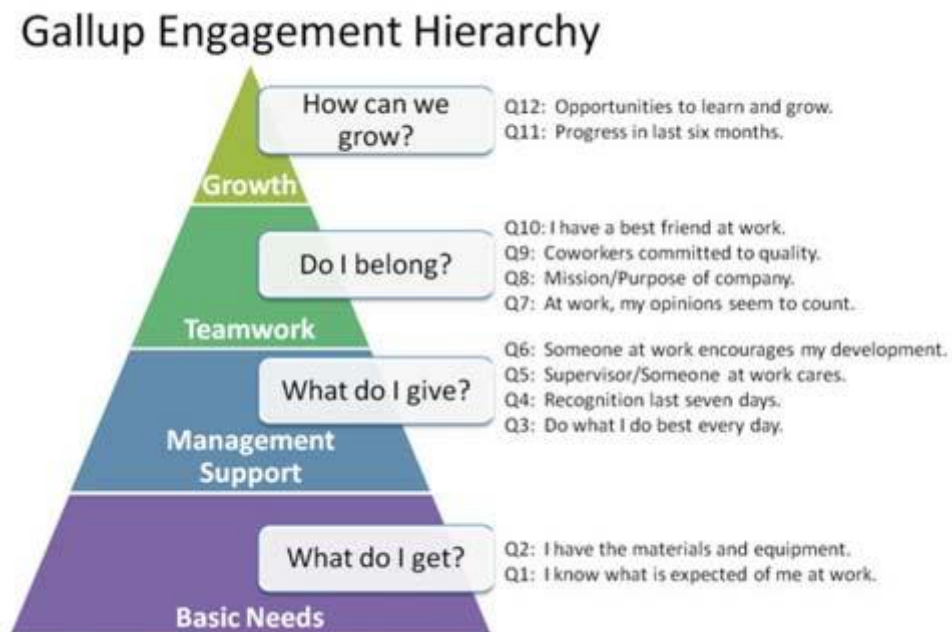 Gallup Engagement Hierarchy
How can we
grow?
Q12: Opportunities to learn and grow.
Q11: Progress in last six months.
Growth
Do I belong?
Q10: I have a best friend at work.
Q9: Coworkers committed to quality.
Q8: Mission/Purpose of company.
Q7: At work, my opinions seem to count.
Teamwork
What do I give?
Q6: Someone at work encourages my development.
Q5: Supervisor/Someone at work cares.
Q4: Recognition last seven days.
Q3: Do what I do best every day.
Management
Support
What do I get?
Q2: I have the materials and equipment.
Q1: I know what is expected of me at work.
Basic Needs